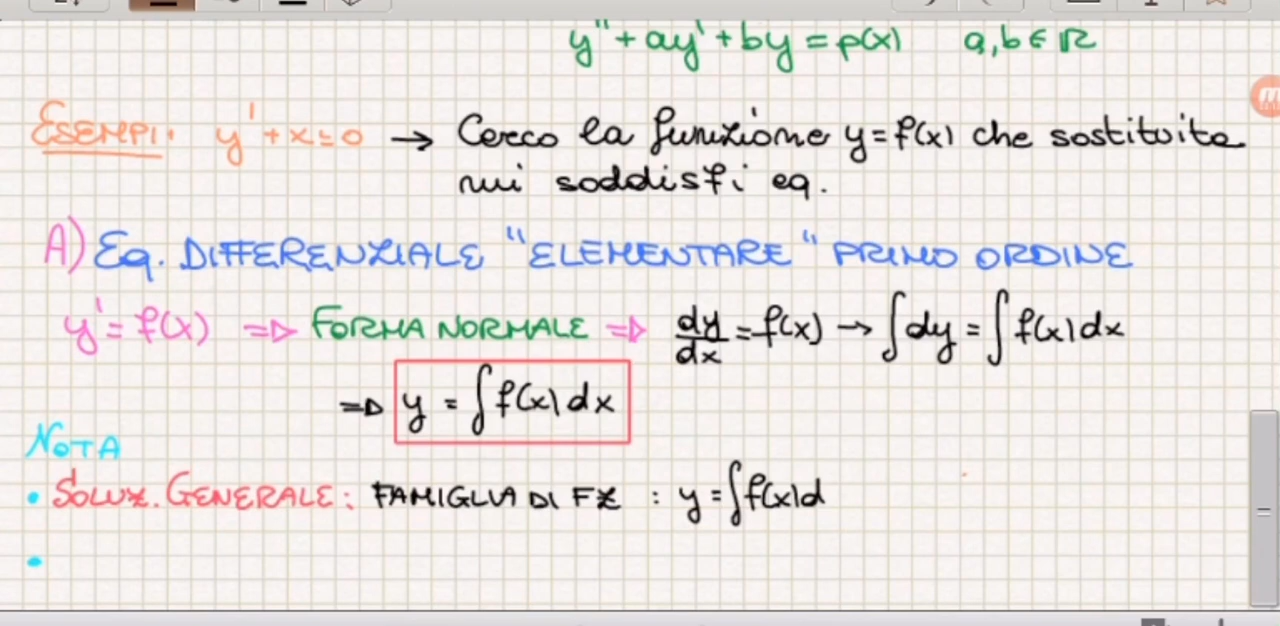 y'' + ay' + by = p(x) a, b ∈ R
ESEMPI: y' + x = 0 → Cerco la funzione y = f(x) che sostituita
nui soddisfi eq.
A) Eq. DIFFERENZIALE "ELEMENTARE" PRIMO ORDINE
y' = f(x) ⇒ FORMA NORMALE ⇒ dy/dx = f(x) → ∫dy = ∫f(x)dx
⇒ y = ∫f(x)dx
NOTA
• SOLUZ. GENERALE: FAMIGLIA DI FZ : y = ∫f(x)d
•